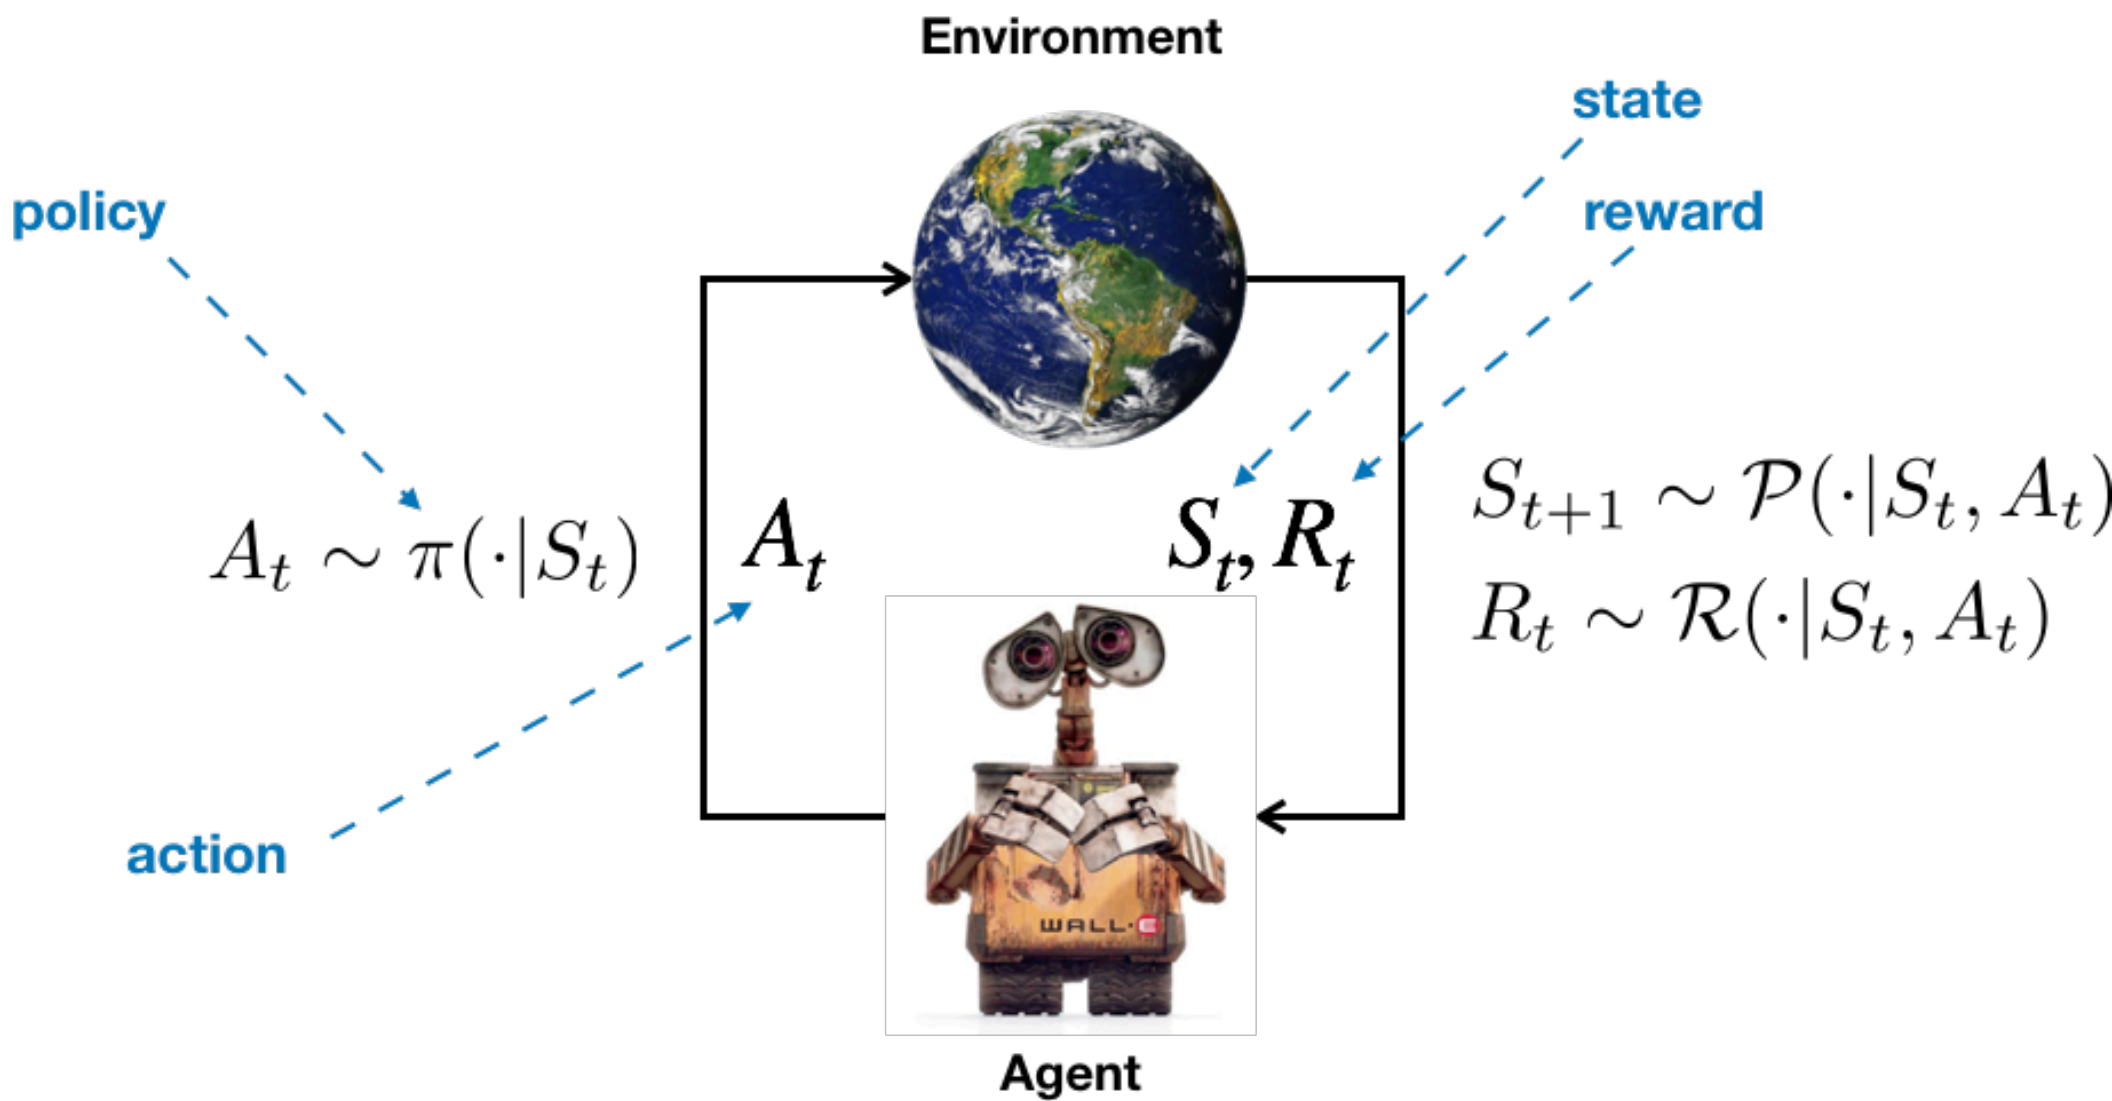 Environment
state
policy
reward
A_t ∼ π(·|S_t)
A_t
S_t, R_t
S_{t+1} ∼ 𝒫(·|S_t, A_t)
R_t ∼ ℛ(·|S_t, A_t)
action
WALL·E
Agent